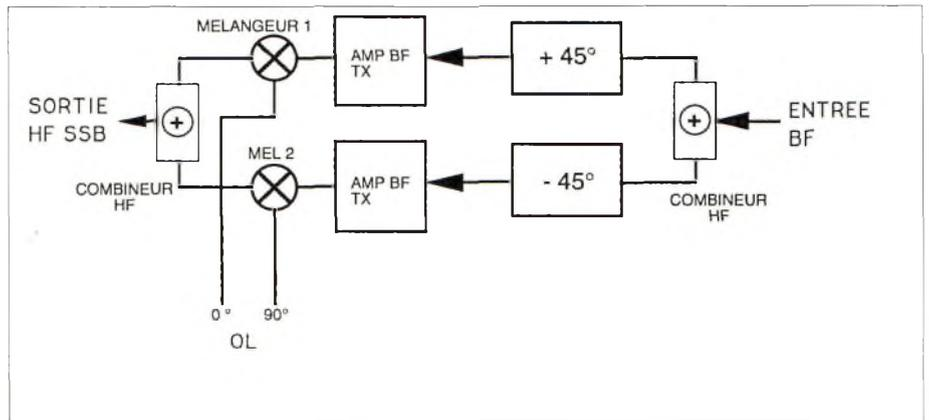 MELANGEUR 1
AMP BF
TX
+ 45°
SORTIE
HF SSB
+
+
ENTREE
BF
MEL 2
COMBINEUR
HF
AMP BF
TX
- 45°
COMBINEUR
HF
0°
90°
OL